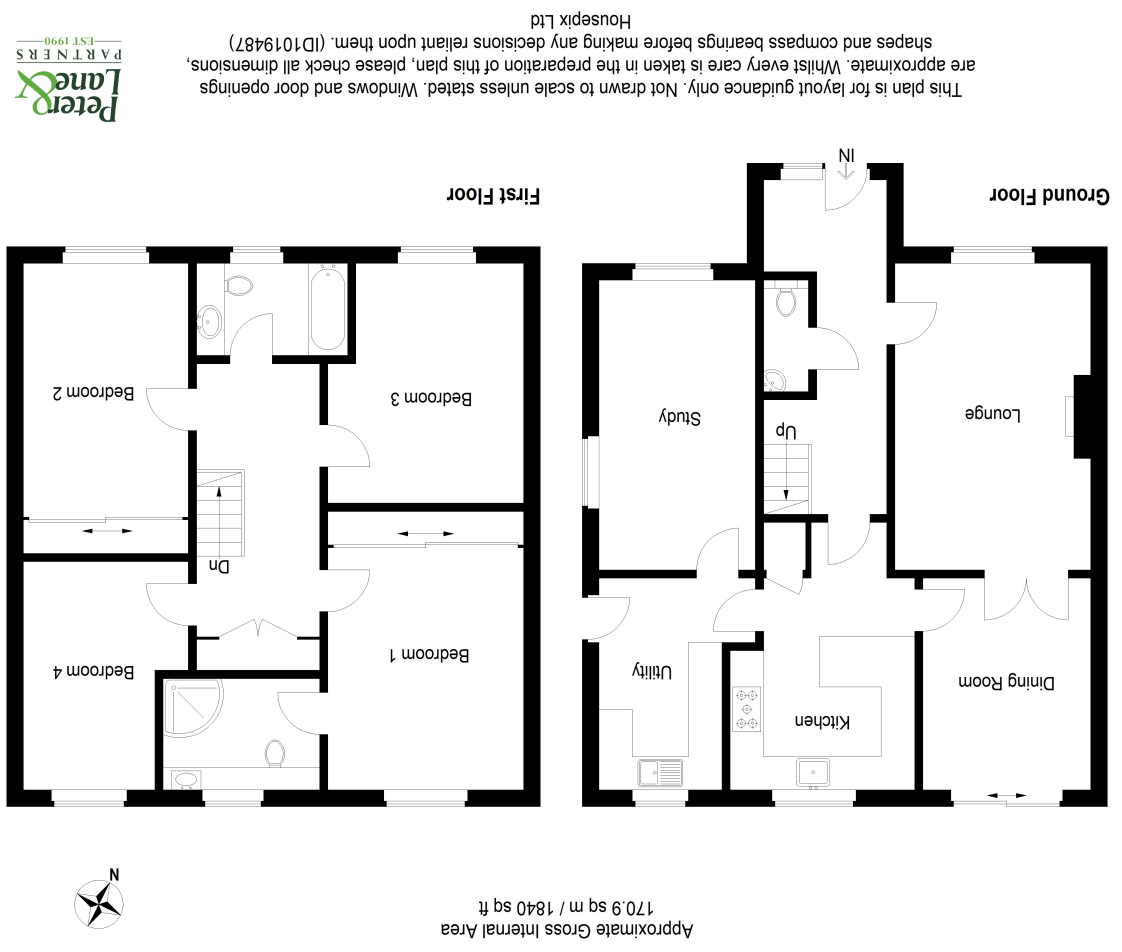 Approximate Gross Internal Area
170.9 sq m / 1840 sq ft
N
Bedroom 4
Bedroom 1
Dn
Bedroom 2
Bedroom 3
First Floor
Dining Room
Kitchen
Utility
Lounge
Up
Study
IN
Ground Floor
This plan is for layout guidance only. Not drawn to scale unless stated. Windows and door openings
are approximate. Whilst every care is taken in the preparation of this plan, please check all dimensions,
shapes and compass bearings before making any decisions reliant upon them. (ID1019487)
Housepix Ltd
Peter &
Lane
PARTNERS
EST 1990